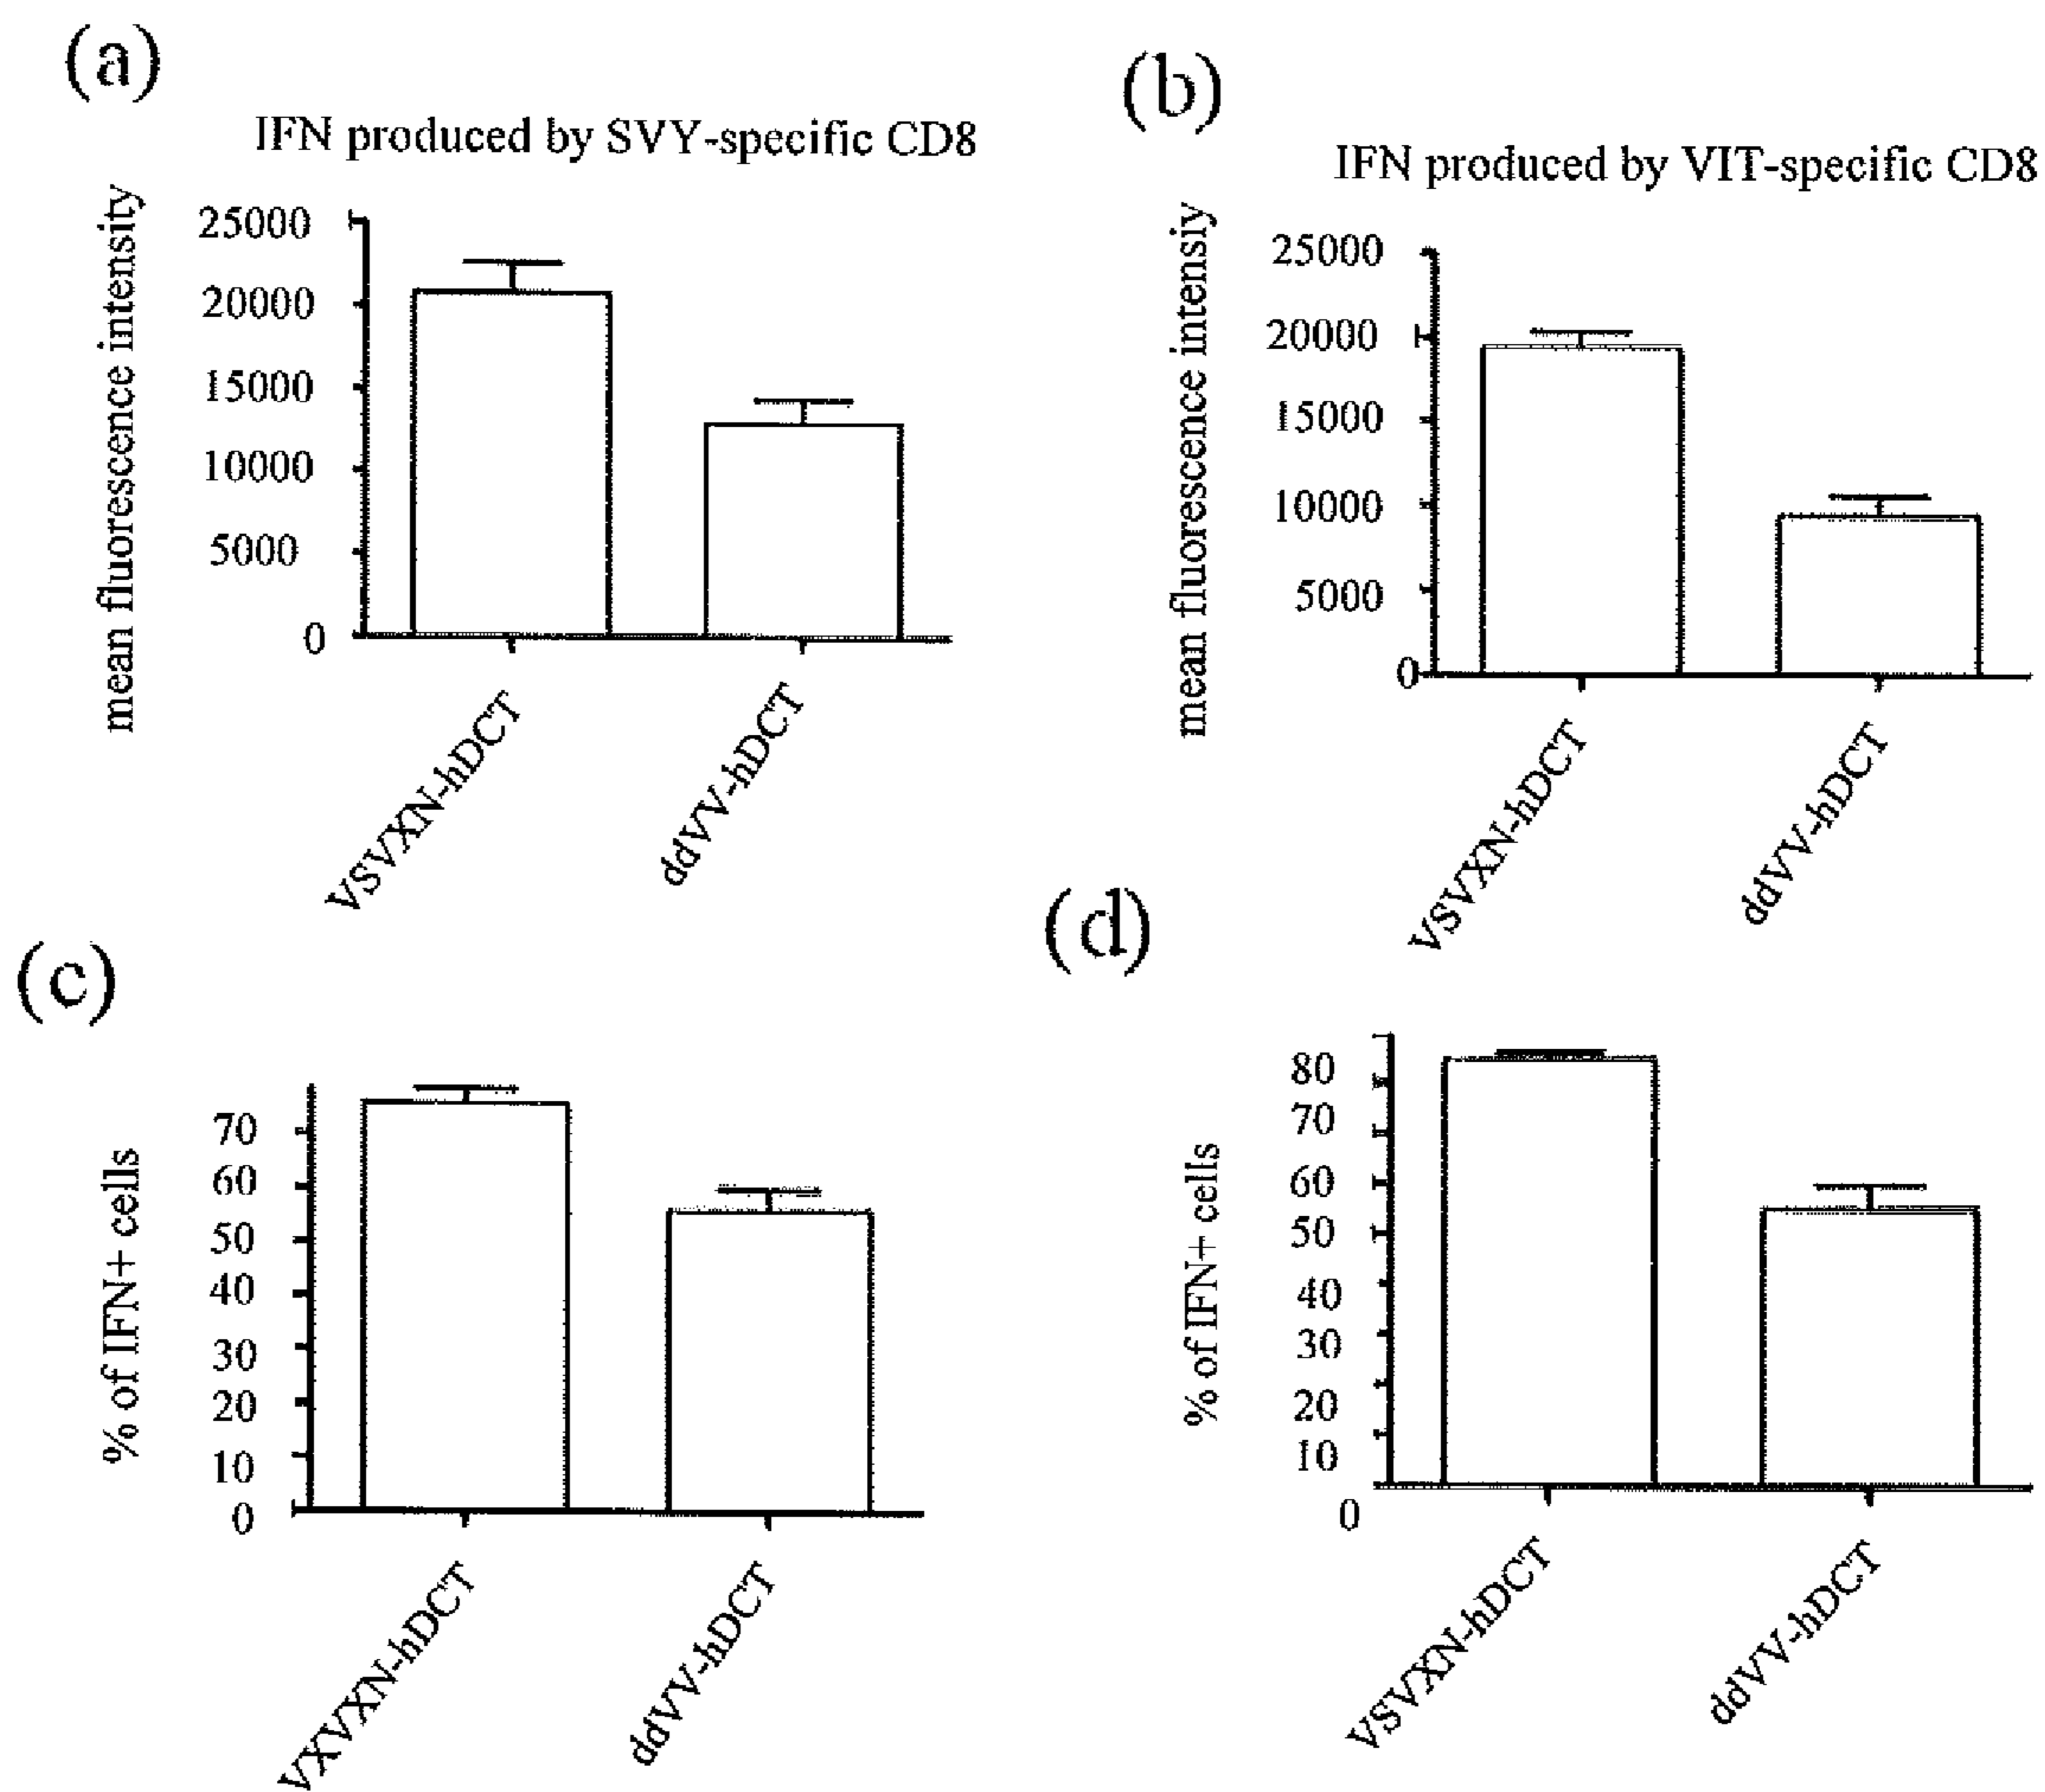 (a)
IFN produced by SVY-specific CD8
mean fluorescence intensity
25000
20000
15000
10000
5000
0
VSVXN-hDCT
ddVV-hDCT
(b)
IFN produced by VIT-specific CD8
mean fluorescence intensiy
25000
20000
15000
10000
5000
0
VSVXN-hDCT
ddVV-hDCT
(c)
% of IFN+ cells
70
60
50
40
30
20
10
0
VXVXN-hDCT
ddVV-hDCT
(d)
% of IFN+ cells
80
70
60
50
40
30
20
10
0
VSVXN-hDCT
ddVV-hDCT